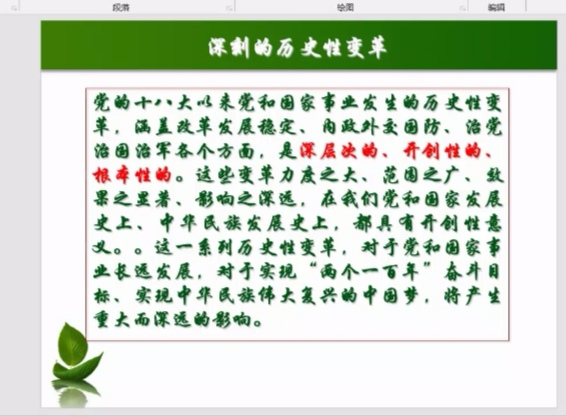 段落
绘图
编辑
深刻的历史性变革
党的十八大以来党和国家事业发生的历史性变
革，涵盖改革发展稳定、内政外交国防、治党
治国治军各个方面，是深层次的、开创性的、
根本性的。这些变革力度之大、范围之广、效
果之显著、影响之深远，在我们党和国家发展
史上、中华民族发展史上，都具有开创性意
义。。这一系列历史性变革，对于党和国家事
业长远发展，对于实现“两个一百年”奋斗目
标、实现中华民族伟大复兴的中国梦，将产生
重大而深远的影响。